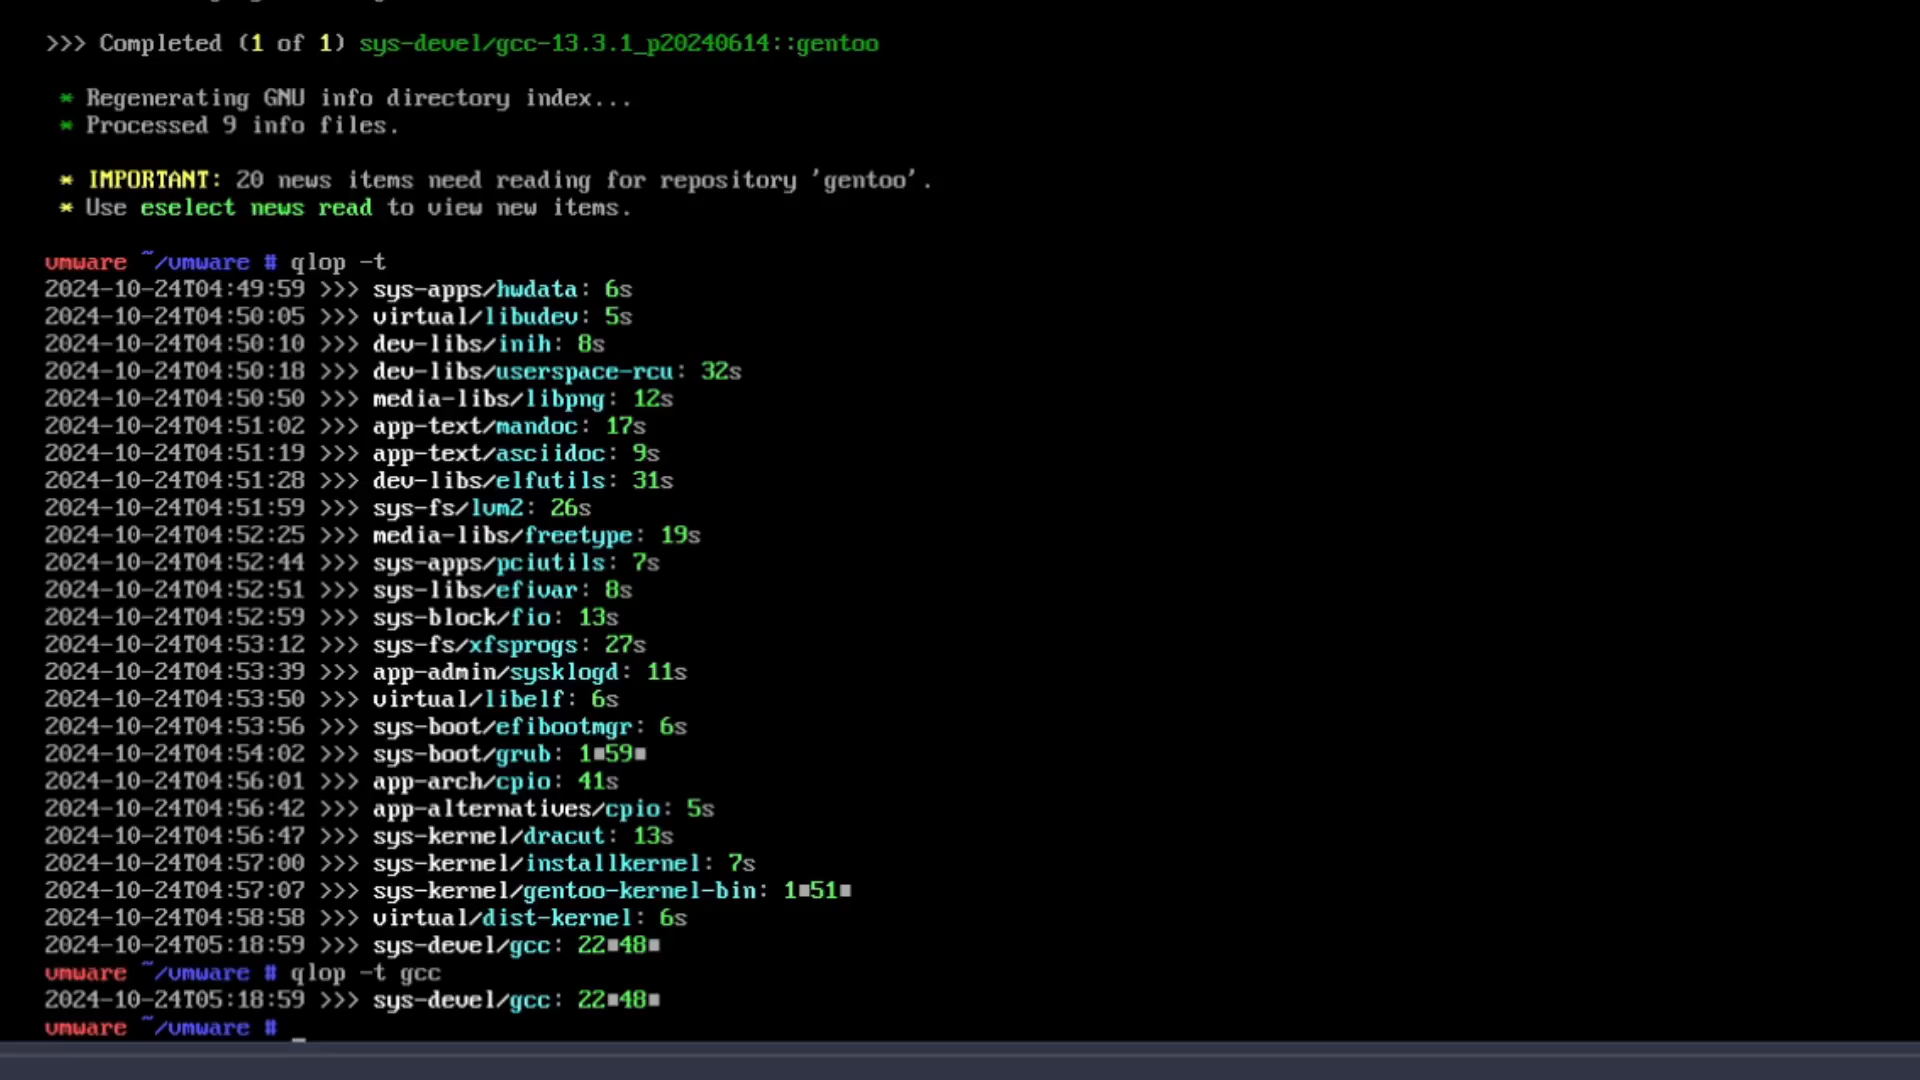 >>> Completed (1 of 1) sys-devel/gcc-13.3.1_p20240614::gentoo
* Regenerating GNU info directory index...
* Processed 9 info files.
* IMPORTANT: 20 news items need reading for repository 'gentoo'.
* Use eselect news read to view new items.
vmware ~/vmware # qlop -t
2024-10-24T04:49:59 >>> sys-apps/hwdata: 6s
2024-10-24T04:50:05 >>> virtual/libudev: 5s
2024-10-24T04:50:10 >>> dev-libs/inih: 8s
2024-10-24T04:50:18 >>> dev-libs/userspace-rcu: 32s
2024-10-24T04:50:50 >>> media-libs/libpng: 12s
2024-10-24T04:51:02 >>> app-text/mandoc: 17s
2024-10-24T04:51:19 >>> app-text/asciidoc: 9s
2024-10-24T04:51:28 >>> dev-libs/elfutils: 31s
2024-10-24T04:51:59 >>> sys-fs/lvm2: 26s
2024-10-24T04:52:25 >>> media-libs/freetype: 19s
2024-10-24T04:52:44 >>> sys-apps/pciutils: 7s
2024-10-24T04:52:51 >>> sys-libs/efivar: 8s
2024-10-24T04:52:59 >>> sys-block/fio: 13s
2024-10-24T04:53:12 >>> sys-fs/xfsprogs: 27s
2024-10-24T04:53:39 >>> app-admin/sysklogd: 11s
2024-10-24T04:53:50 >>> virtual/libelf: 6s
2024-10-24T04:53:56 >>> sys-boot/efibootmgr: 6s
2024-10-24T04:54:02 >>> sys-boot/grub: 1■59■
2024-10-24T04:56:01 >>> app-arch/cpio: 41s
2024-10-24T04:56:42 >>> app-alternatives/cpio: 5s
2024-10-24T04:56:47 >>> sys-kernel/dracut: 13s
2024-10-24T04:57:00 >>> sys-kernel/installkernel: 7s
2024-10-24T04:57:07 >>> sys-kernel/gentoo-kernel-bin: 1■51■
2024-10-24T04:58:58 >>> virtual/dist-kernel: 6s
2024-10-24T05:18:59 >>> sys-devel/gcc: 22■48■
vmware ~/vmware # qlop -t gcc
2024-10-24T05:18:59 >>> sys-devel/gcc: 22■48■
vmware ~/vmware # _